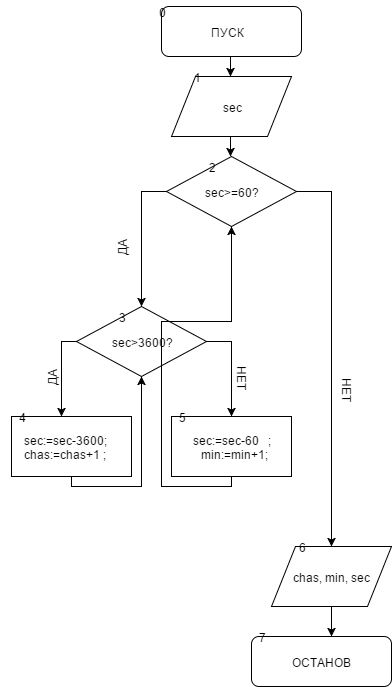 0
ПУСК
1
sec
2
sec>=60?
ДА
3
sec>3600?
ДА
НЕТ
НЕТ
4
sec:=sec-3600;
chas:=chas+1 ;
5
sec:=sec-60 ;
min:=min+1;
6
chas, min, sec
7
ОСТАНОВ